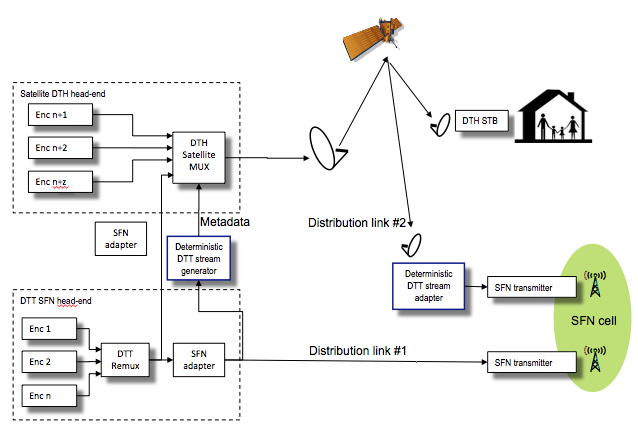 Satellite DTH head-end
Enc n+1
Enc n+2
Enc n+z
DTH
Satellite
MUX
DTH STB
Metadata
Distribution link #2
SFN
adapter
Deterministic
DTT stream
generator
Deterministic
DTT stream
adapter
SFN transmitter
((o))
SFN cell
DTT SFN head-end
Enc 1
Enc 2
Enc n
DTT
Remux
SFN
adapter
Distribution link #1
SFN transmitter
((o))